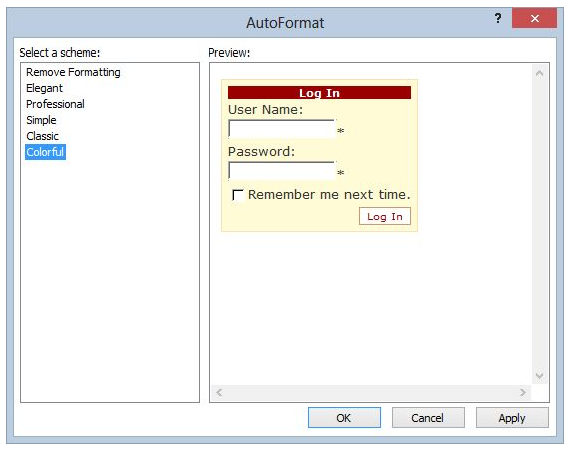 AutoFormat
?
Select a scheme:
Remove Formatting
Elegant
Professional
Simple
Classic
Colorful
Preview:
Log In
User Name:
*
Password:
*
Remember me next time.
Log In
OK
Cancel
Apply